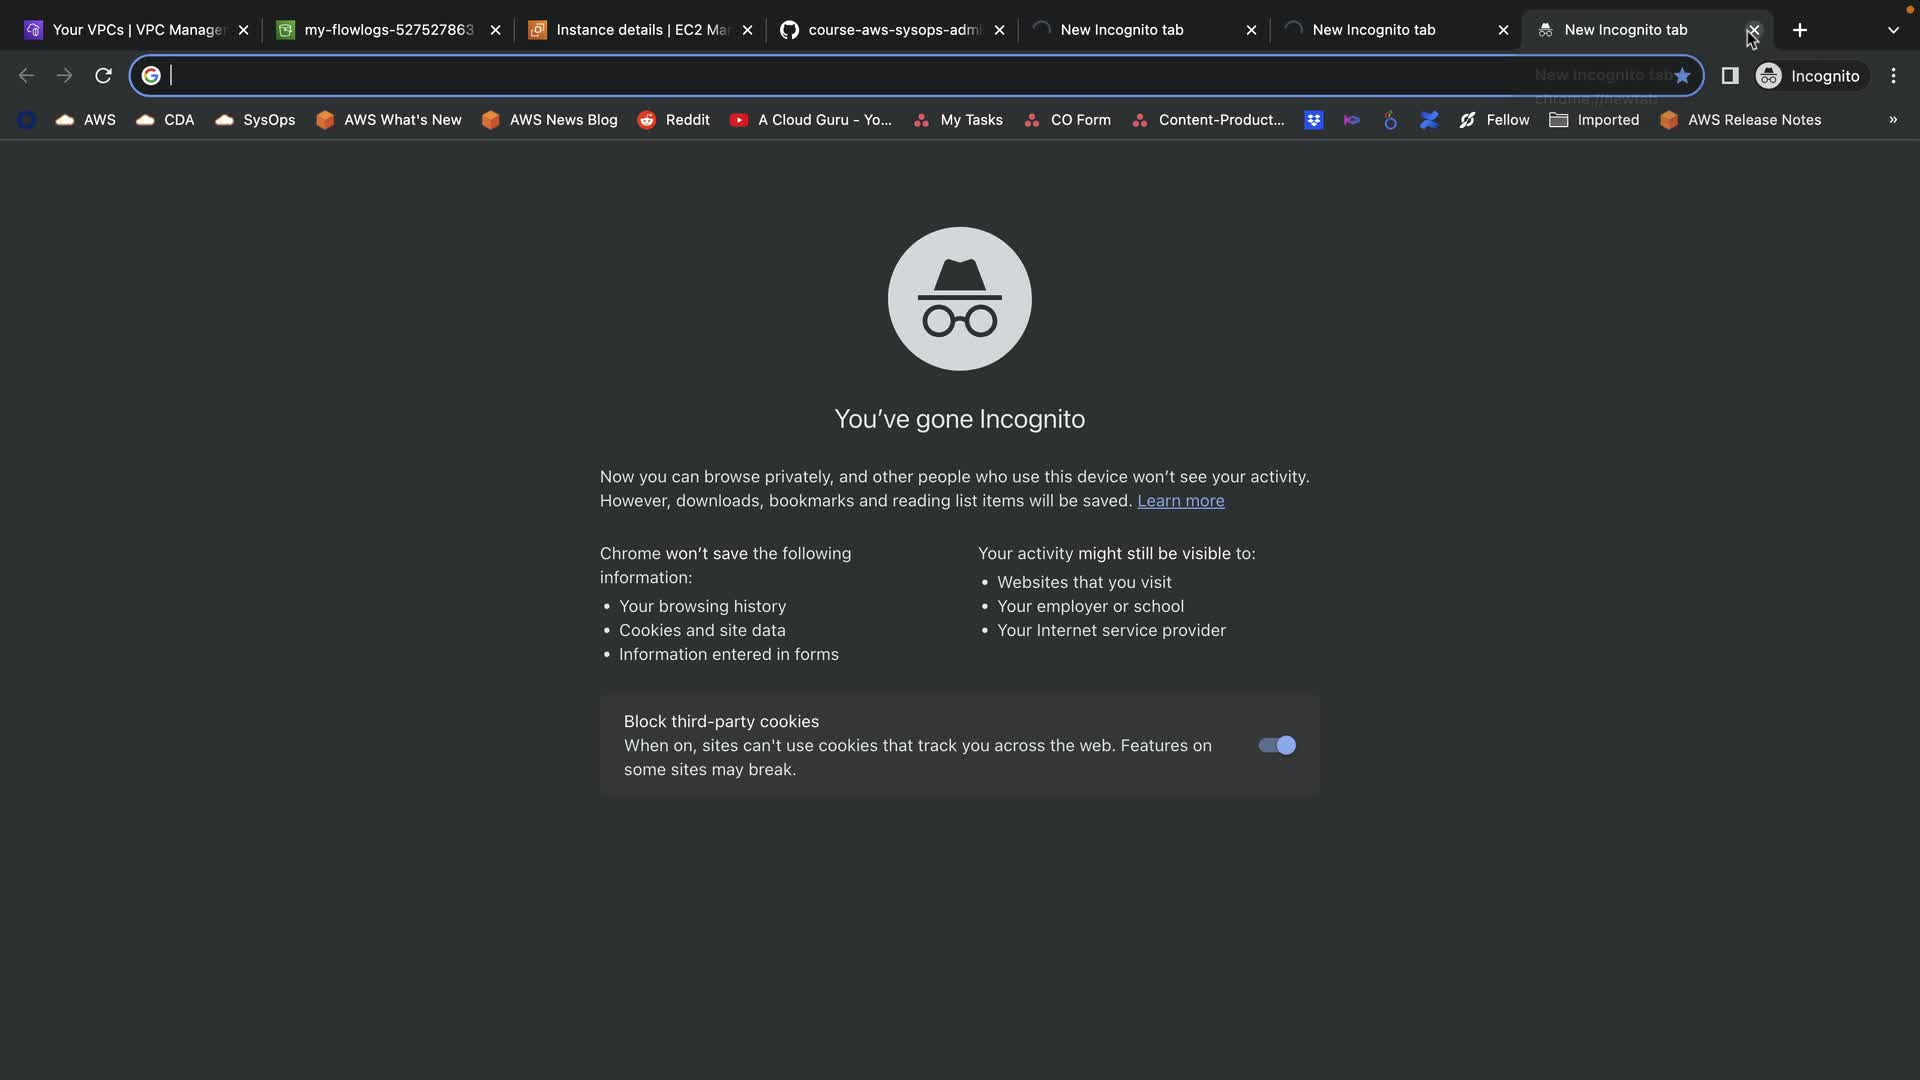 Your VPCs | VPC Manage
my-flowlogs-527527863
Instance details | EC2 Ma
course-aws-sysops-adm
New Incognito tab
New Incognito tab
New Incognito tab
New Incognito tab
Incognito
chrome://newtab
AWS
CDA
SysOps
AWS What's New
AWS News Blog
Reddit
A Cloud Guru - Yo...
My Tasks
CO Form
Content-Product...
Fellow
Imported
AWS Release Notes
»
You’ve gone Incognito
Now you can browse privately, and other people who use this device won’t see your activity.
However, downloads, bookmarks and reading list items will be saved. Learn more
Chrome won’t save the following
information:
• Your browsing history
• Cookies and site data
• Information entered in forms
Your activity might still be visible to:
• Websites that you visit
• Your employer or school
• Your Internet service provider
Block third-party cookies
When on, sites can't use cookies that track you across the web. Features on
some sites may break.